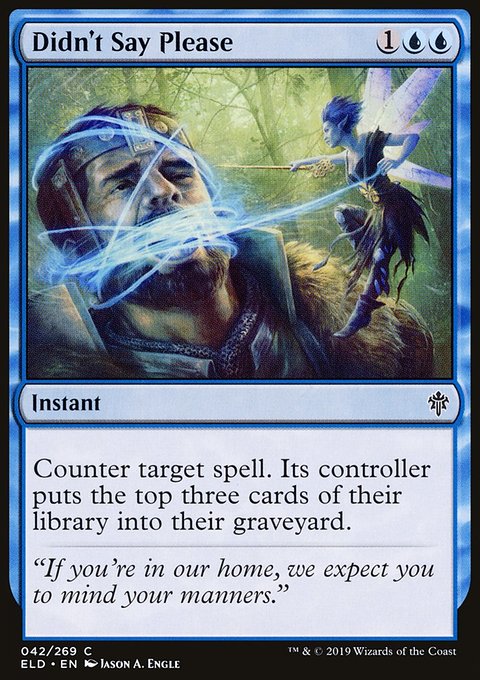 Didn't Say Please 1
Instant
Counter target spell. Its controller
puts the top three cards of their
library into their graveyard.
“If you're in our home, we expect you
to mind your manners.”
042/269 C
ELD • EN Jason A. Engle
™ & © 2019 Wizards of the Coast